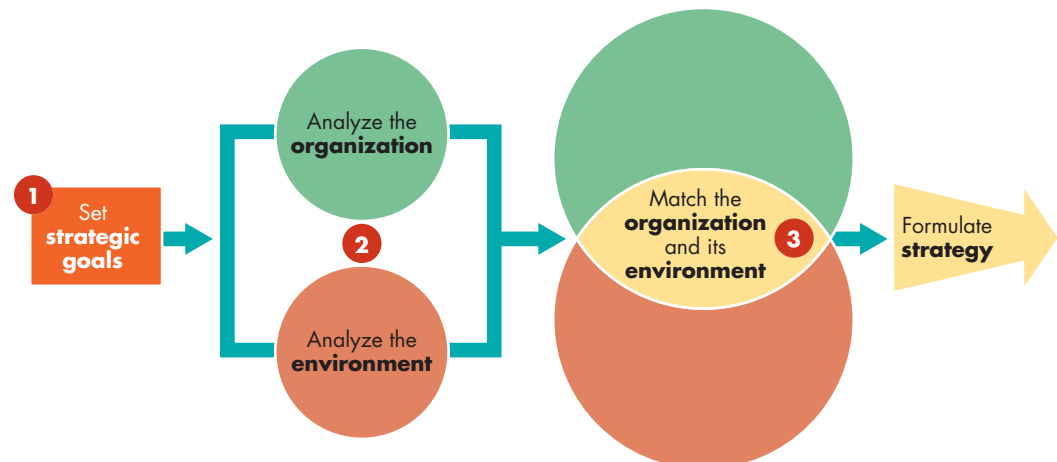 1
Set
strategic
goals
Analyze the
organization
2
Analyze the
environment
Match the
organization
and its
environment
3
Formulate
strategy